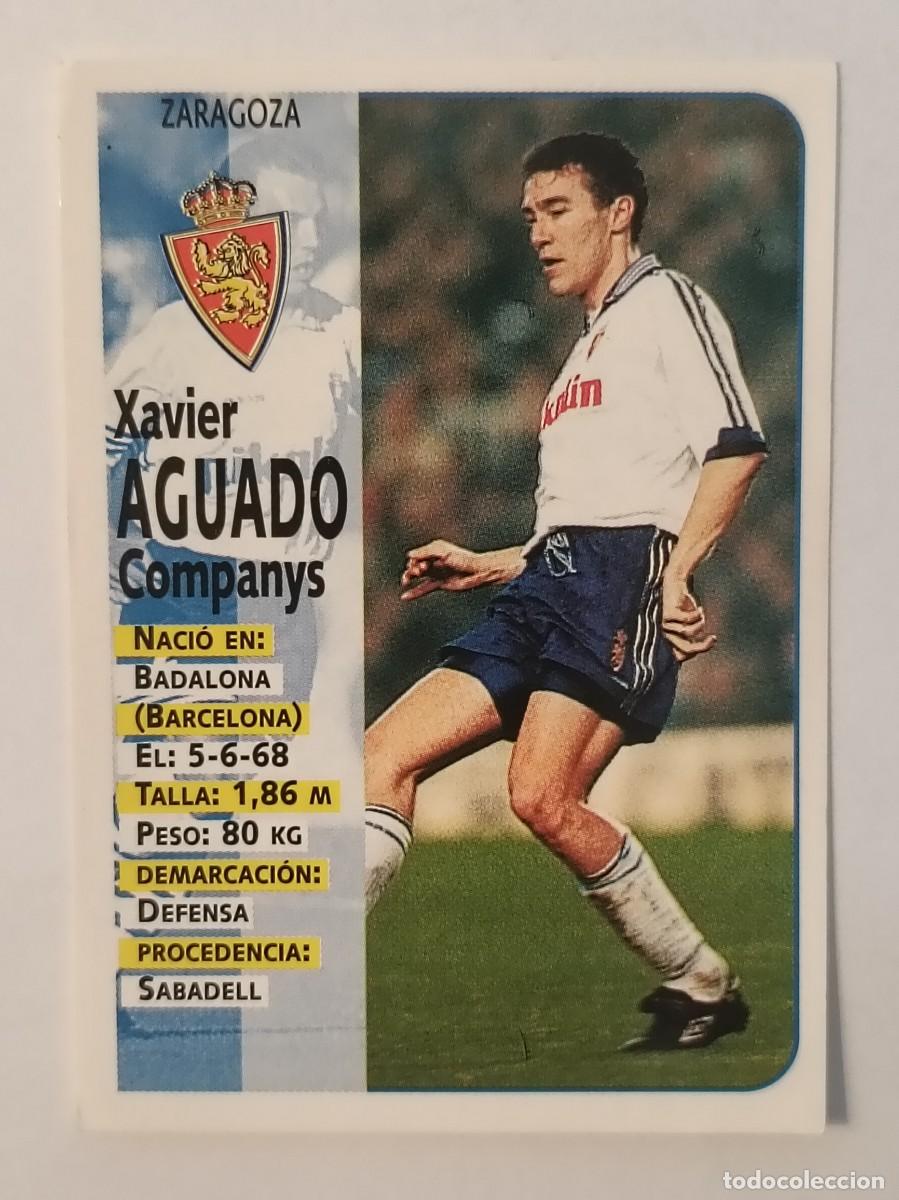 ZARAGOZA
Xavier
AGUADO
Companys
NACIÓ EN:
BADALONA
(BARCELONA)
EL: 5-6-68
TALLA: 1,86 M
PESO: 80 KG
DEMARCACIÓN:
DEFENSA
PROCEDENCIA:
SABADELL
todocoleccion